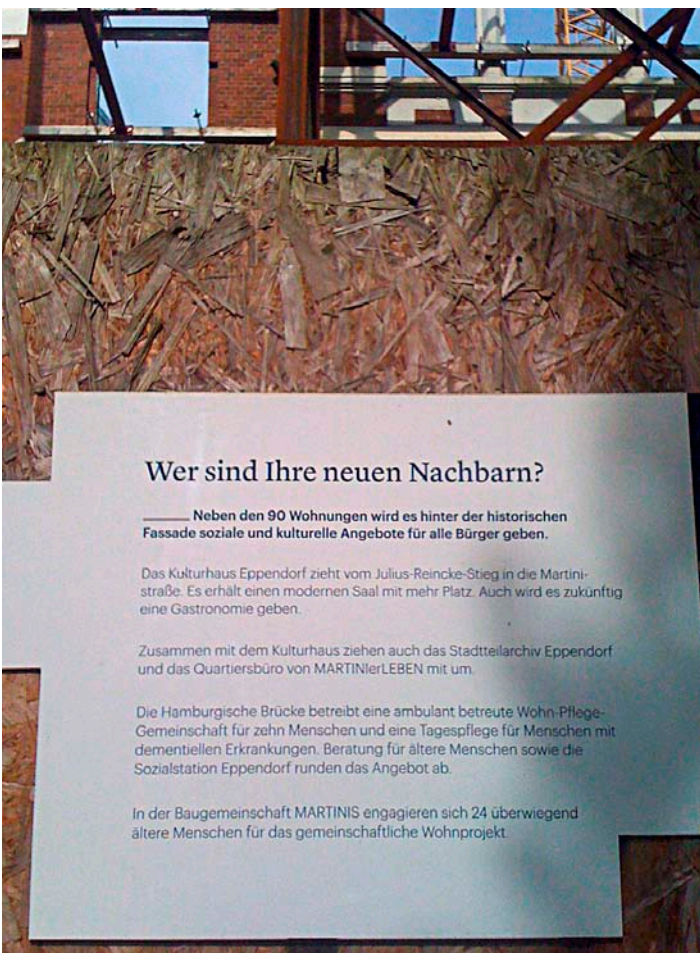 Wer sind Ihre neuen Nachbarn?
Neben den 90 Wohnungen wird es hinter der historischen
Fassade soziale und kulturelle Angebote für alle Bürger geben.
Das Kulturhaus Eppendorf zieht vom Julius-Reincke-Stieg in die Martini-
straße. Es erhält einen modernen Saal mit mehr Platz. Auch wird es zukünftig
eine Gastronomie geben.
Zusammen mit dem Kulturhaus ziehen auch das Stadtteilarchiv Eppendorf
und das Quartiersbüro von MARTINIerLEBEN mit um.
Die Hamburgische Brücke betreibt eine ambulant betreute Wohn-Pflege-
Gemeinschaft für zehn Menschen und eine Tagespflege für Menschen mit
dementiellen Erkrankungen. Beratung für ältere Menschen sowie die
Sozialstation Eppendorf runden das Angebot ab.
In der Baugemeinschaft MARTINIS engagieren sich 24 überwiegend
ältere Menschen für das gemeinschaftliche Wohnprojekt.